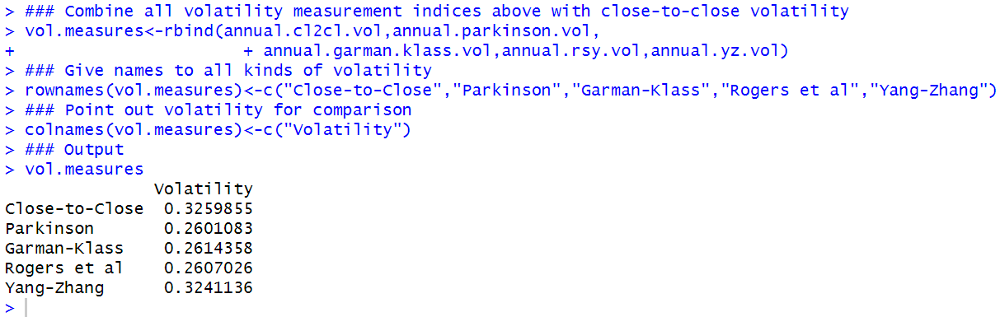 > ### Combine all volatility measurement indices above with close-to-close volatility
> vol.measures<-rbind(annual.cl2cl.vol,annual.parkinson.vol,
+                       + annual.garman.klass.vol,annual.rsy.vol,annual.yz.vol)
> ### Give names to all kinds of volatility
> rownames(vol.measures)<-c("Close-to-Close","Parkinson","Garman-Klass","Rogers et al","Yang-Zhang")
> ### Point out volatility for comparison
> colnames(vol.measures)<-c("Volatility")
> ### Output
> vol.measures
               Volatility
Close-to-Close  0.3259855
Parkinson       0.2601083
Garman-Klass    0.2614358
Rogers et al    0.2607026
Yang-Zhang      0.3241136
>